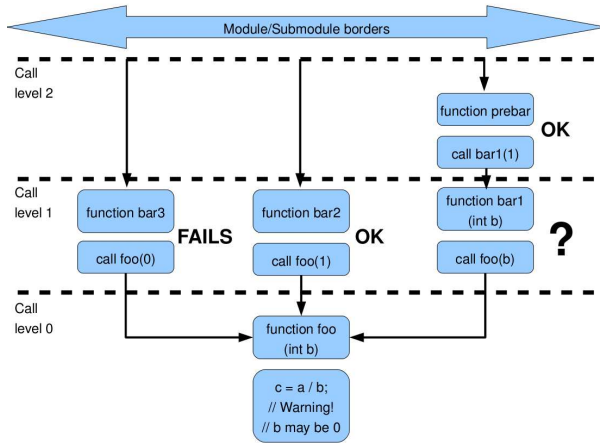 Module/Submodule borders
Call
level 2
function prebar
OK
call bar1(1)
Call
level 1
function bar3
FAILS
call foo(0)
function bar2
OK
call foo(1)
function bar1
(int b)
?
call foo(b)
Call
level 0
function foo
(int b)
c = a / b;
// Warning!
// b may be 0